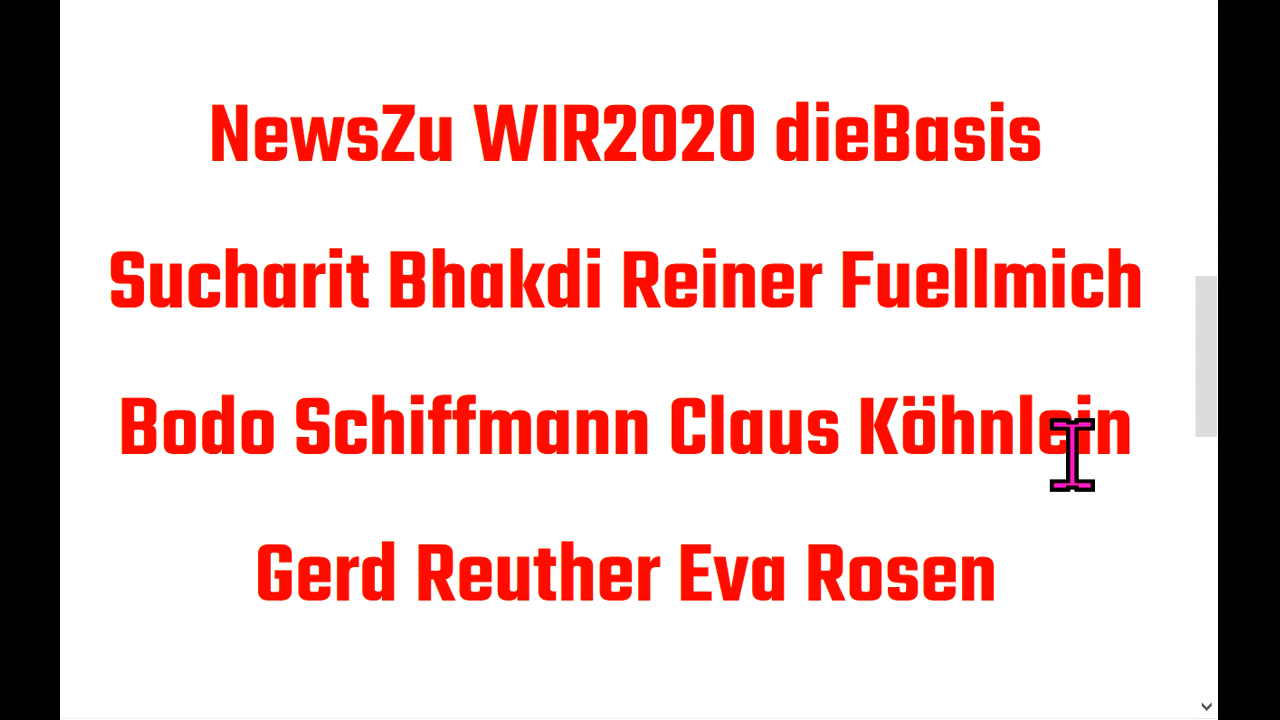 NewsZu WIR2020 dieBasis
Sucharit Bhakdi Reiner Fuellmich
Bodo Schiffmann Claus Köhnlein
Gerd Reuther Eva Rosen